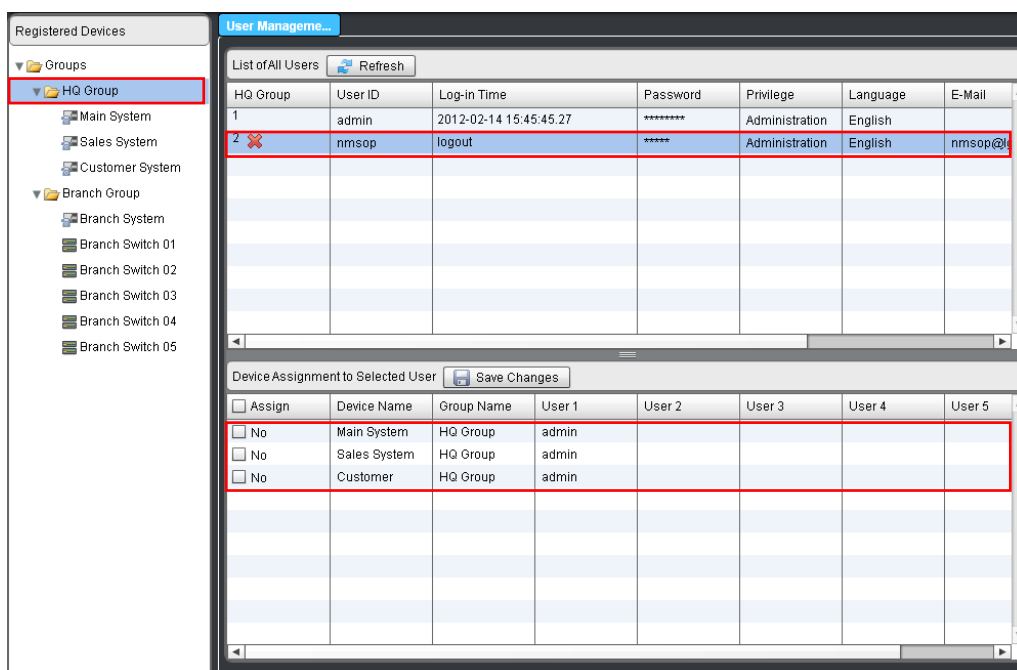 Registered Devices
Groups
HQ Group
Main System
Sales System
Customer System
Branch Group
Branch System
Branch Switch 01
Branch Switch 02
Branch Switch 03
Branch Switch 04
Branch Switch 05
User Manageme...
List of All Users Refresh
HQ Group User ID Log-in Time Password Privilege Language E-Mail
1 admin 2012-02-14 15:45:45.27 ******** Administration English
2 nmsop logout ***** Administration English nmsop@lg
Device Assignment to Selected User Save Changes
Assign Device Name Group Name User 1 User 2 User 3 User 4 User 5
No Main System HQ Group admin
No Sales System HQ Group admin
No Customer HQ Group admin